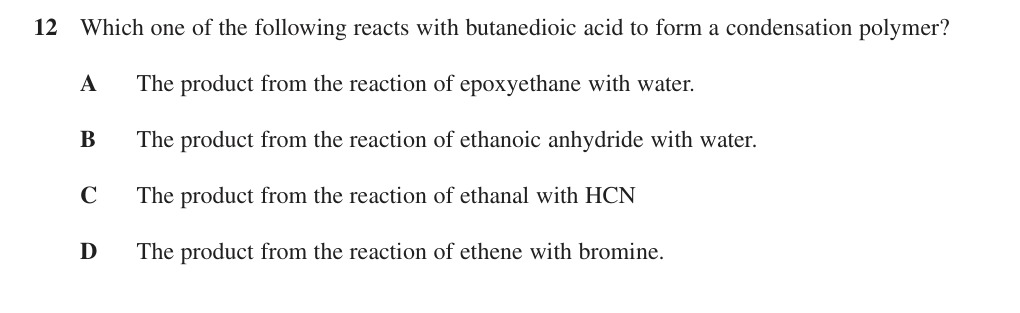 12 Which one of the following reacts with butanedioic acid to form a condensation polymer?
A The product from the reaction of epoxyethane with water.
B The product from the reaction of ethanoic anhydride with water.
C The product from the reaction of ethanal with HCN
D The product from the reaction of ethene with bromine.